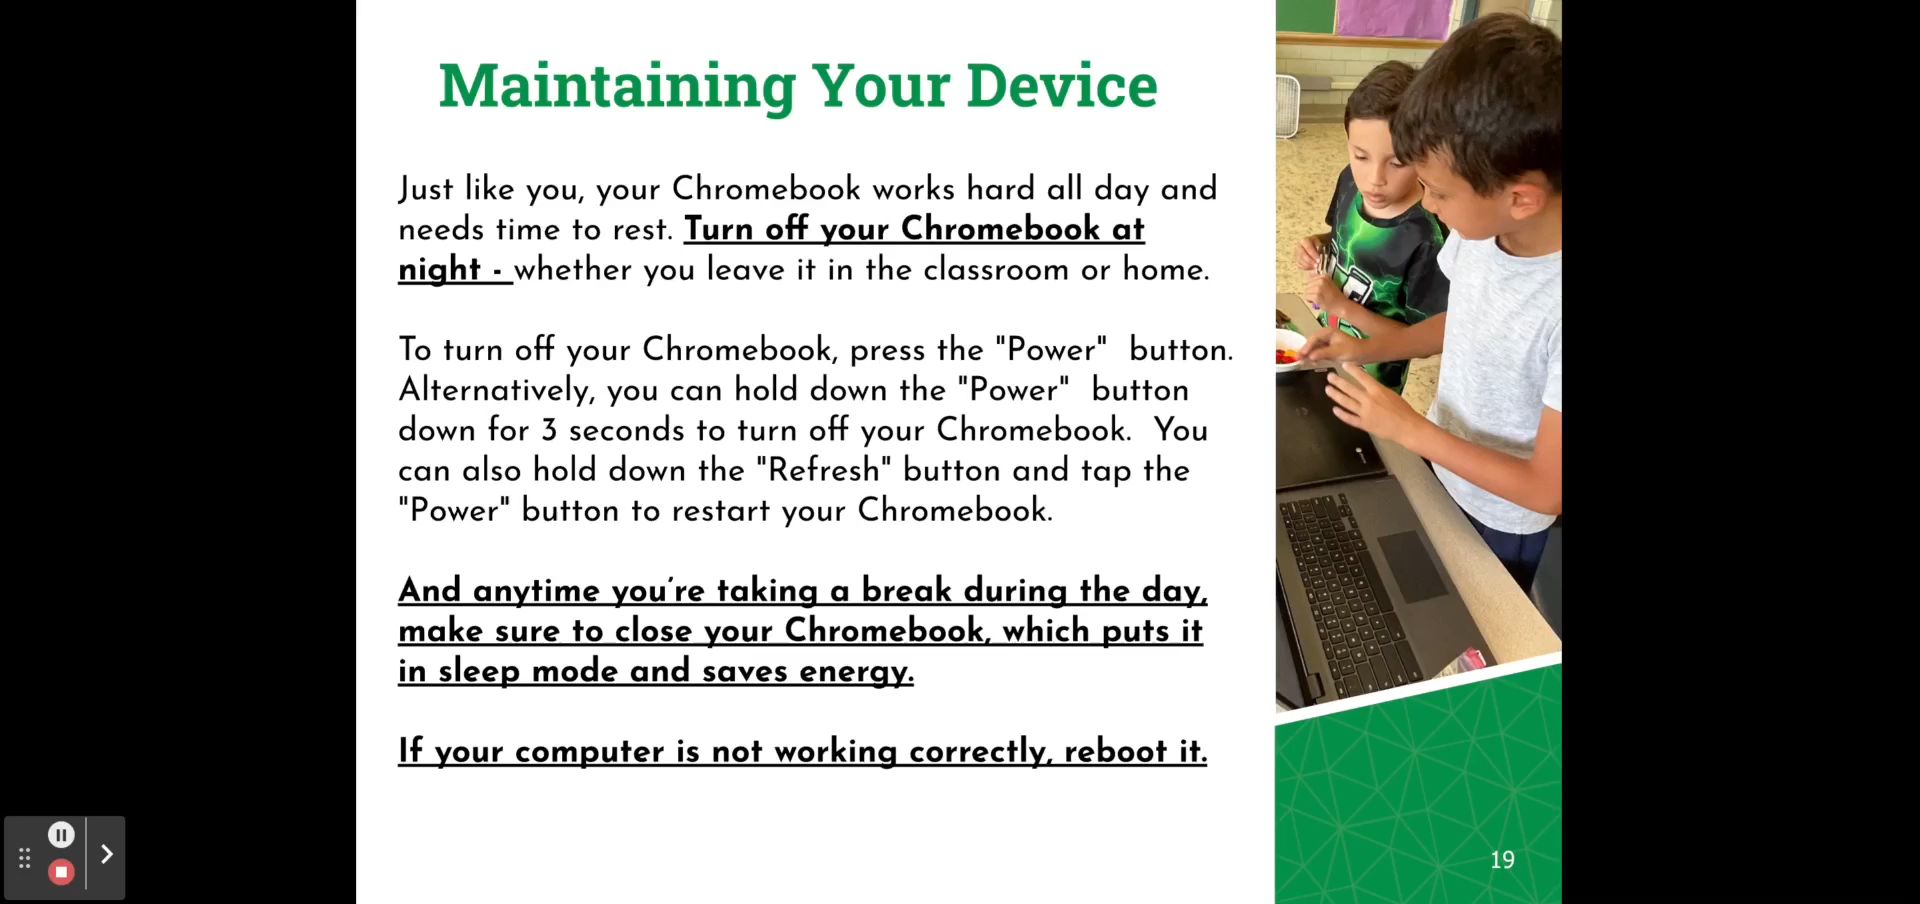 Maintaining Your Device
Just like you, your Chromebook works hard all day and
needs time to rest. Turn off your Chromebook at
night - whether you leave it in the classroom or home.
To turn off your Chromebook, press the "Power"  button.
Alternatively, you can hold down the "Power"  button
down for 3 seconds to turn off your Chromebook.  You
can also hold down the "Refresh" button and tap the
"Power" button to restart your Chromebook.
And anytime you're taking a break during the day,
make sure to close your Chromebook, which puts it
in sleep mode and saves energy.
If your computer is not working correctly, reboot it.
19